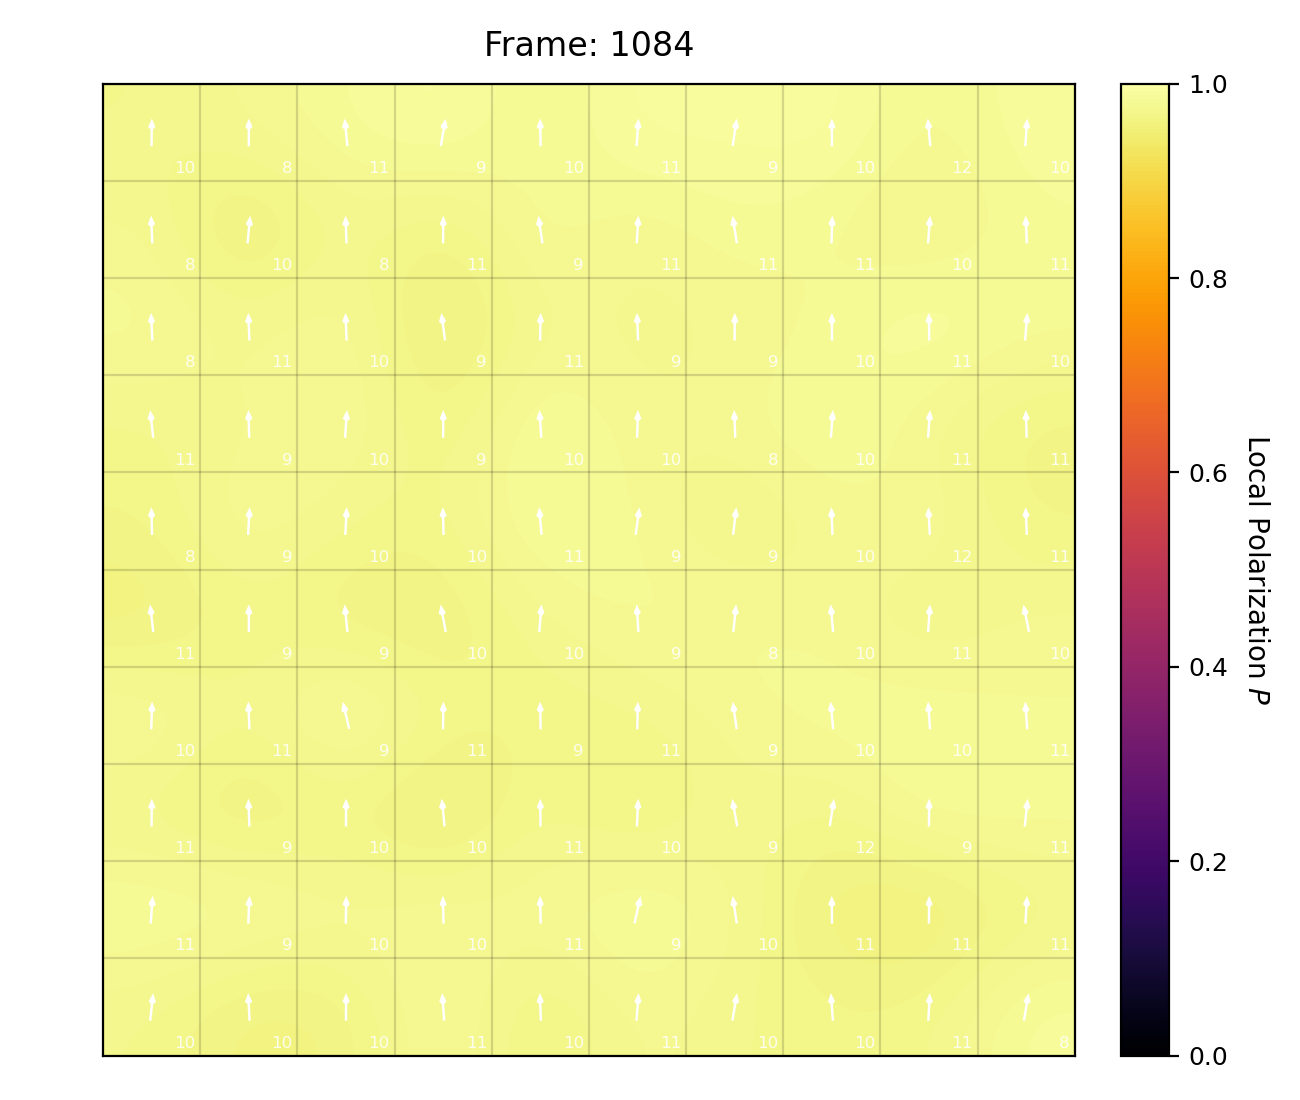 Frame: 1084
10 8 11 9 10 11 9 10 12 10
8 10 8 11 9 11 11 11 10 11
8 11 10 9 11 9 9 10 11 10
11 9 10 9 10 10 8 10 11 11
8 9 10 10 11 9 9 10 12 11
11 9 9 10 10 9 8 10 11 10
10 11 9 11 9 11 9 10 10 11
11 9 10 10 11 10 9 12 9 11
11 9 10 10 11 9 10 11 11 11
10 10 10 11 10 11 10 10 11 8
1.0
0.8
0.6
0.4
0.2
0.0
Local Polarization P